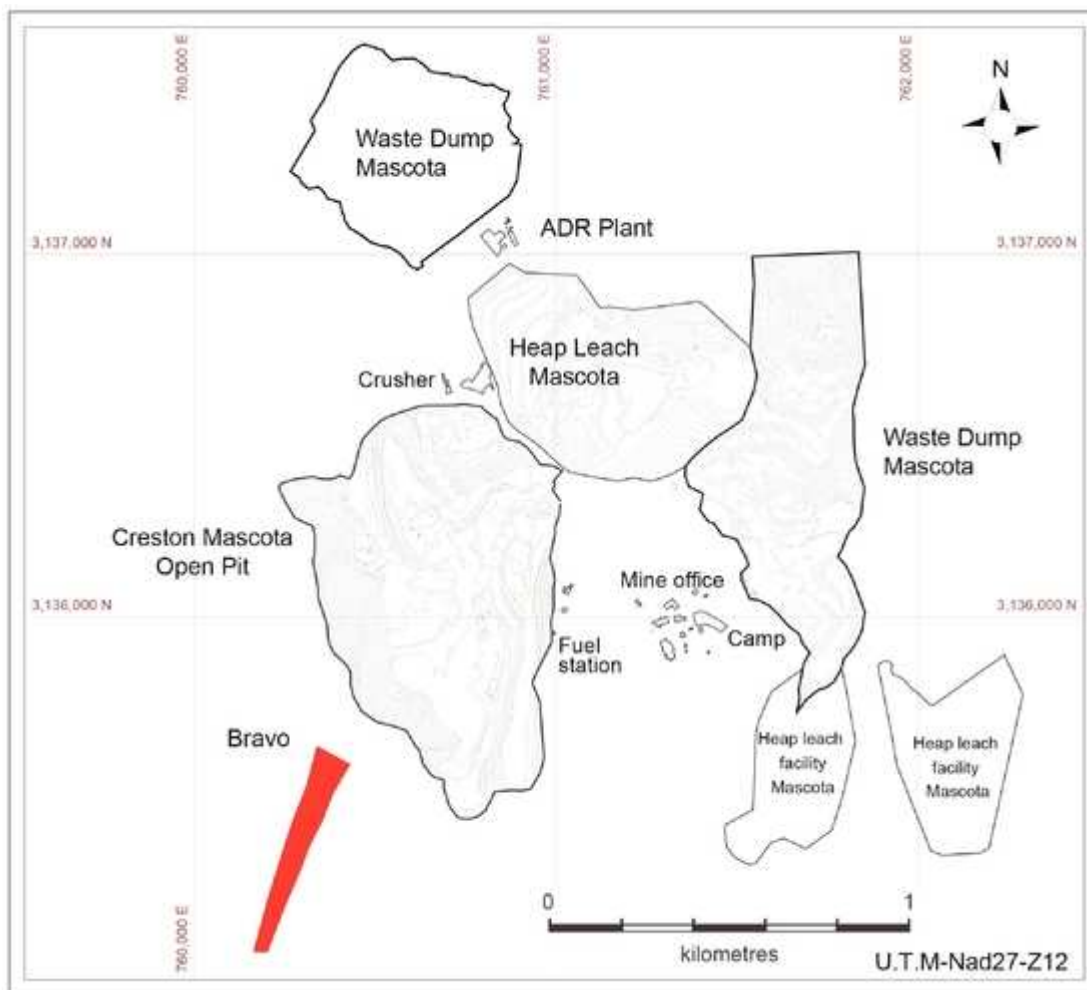 760,000 E
761,000 E
762,000 E
N
Waste Dump
Mascota
ADR Plant
3,137,000 N
3,137,000 N
Heap Leach
Mascota
Crusher
Waste Dump
Mascota
Creston Mascota
Open Pit
Mine office
3,136,000 N
3,136,000 N
Camp
Fuel
station
Bravo
Heap leach
facility
Mascota
Heap leach
facility
Mascota
0
1
760,000 E
kilometres
U.T.M-Nad27-Z12